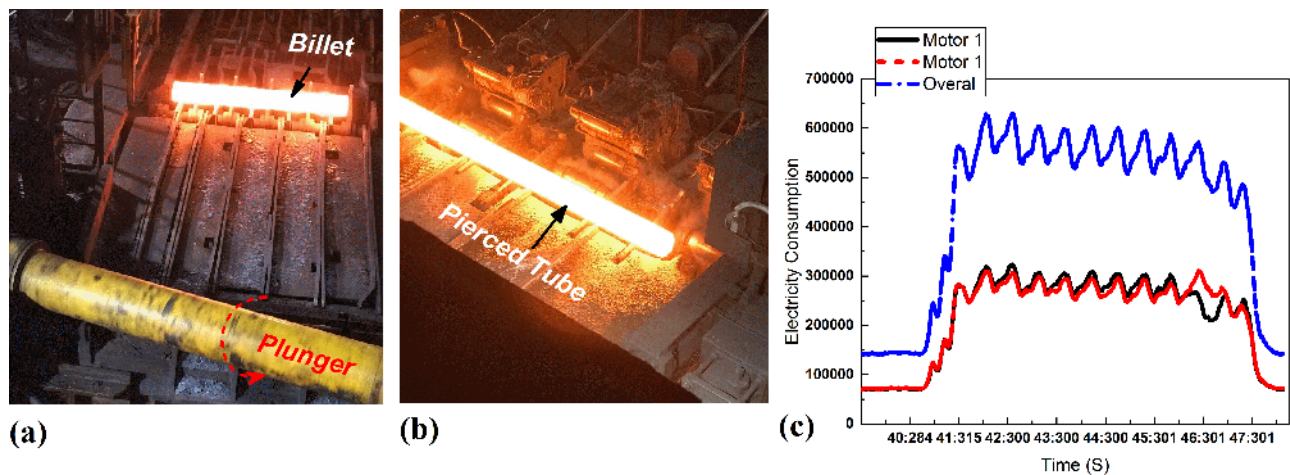 Billet
Plunger
(a)
Pierced Tube
(b)
Motor 1
Motor 1
Overal
700000
600000
500000
400000
300000
200000
100000
0
Electricity Consumption
40:284 41:315 42:300 43:300 44:300 45:301 46:301 47:301
Time (S)
(c)